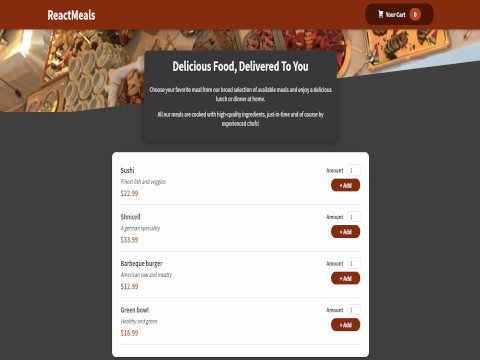 ReactMeals
Your Cart 0
Delicious Food, Delivered To You
Choose your favorite meal from our broad selection of available meals and enjoy a delicious
lunch or dinner at home.
All our meals are cooked with high-quality ingredients, just-in-time and of course by
experienced chefs!
Sushi
Finest fish and veggies
$22.99
Amount 1
+ Add
Shnicell
A german speciality
$33.99
Amount 1
+ Add
Barbeque burger
American raw and meatty
$12.99
Amount 1
+ Add
Green bowl
Healthy and green
$18.99
Amount 1
+ Add